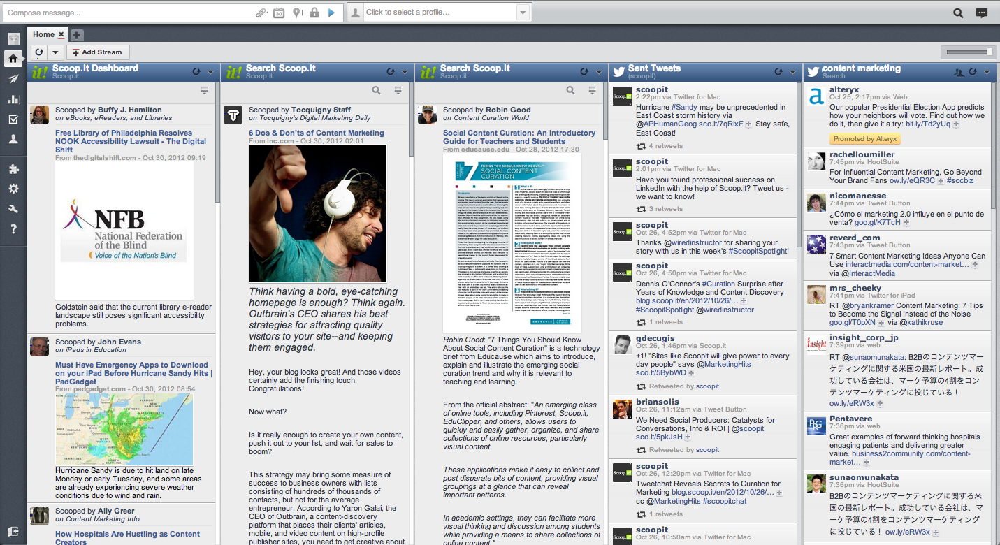 Compose message...
30
Click to select a profile...
Home
Add Stream
it!
Scoop.it Dashboard
Scoop.it
Scooped by Buffy J. Hamilton
on eBooks, eReaders, and Libraries
Free Library of Philadelphia Resolves
NOOK Accessibility Lawsuit - The Digital
Shift
From thedigitalshift.com - Oct 30, 2012 09:19
NFB
National Federation
of the Blind
Voice of the Nation's Blind
Goldstein said that the current library e-reader
landscape still poses significant accessibility
problems.
Scooped by John Evans
on iPads in Education
Must Have Emergency Apps to Download
on your iPad Before Hurricane Sandy Hits |
PadGadget
From padgadget.com - Oct 30, 2012 08:54
Hurricane Sandy is due to hit land on late
Monday or early Tuesday, and some areas
are already experiencing severe weather
conditions due to wind and rain.
Scooped by Ally Greer
on Content Marketing Info
How Hospitals Are Hustling as Content
Creators
it!
Search Scoop.it
Scoop.it
Scooped by Tocquigny Staff
on Tocquigny's Digital Marketing Daily
6 Dos & Don'ts of Content Marketing
From inc.com - Oct 30, 2012 02:01
Think having a bold, eye-catching
homepage is enough? Think again.
Outbrain's CEO shares his best
strategies for attracting quality
visitors to your site--and keeping
them engaged.
Hey, your blog looks great! And those videos
certainly add the finishing touch.
Congratulations!
Now what?
Is it really enough to create your own content,
push it out to your list, and wait for sales to
boom?
This strategy may bring some measure of
success to business owners with lists
consisting of hundreds of thousands of
contacts, but not for the average
entrepreneur. According to Yaron Galai, the
CEO of Outbrain, a content-discovery
platform that places their clients' articles,
mobile, and video content on high-profile
publisher sites, you need to get creative about
it!
Search Scoop.it
Scoop.it
Scooped by Robin Good
on Content Curation World
Social Content Curation: An Introductory
Guide for Teachers and Students
From educause.edu - Oct 28, 2012 17:30
7 THINGS YOU SHOULD KNOW ABOUT...
SOCIAL CONTENT
CURATION
EDUCAUSE
Robin Good: "7 Things You Should Know
About Social Content Curation" is a technology
brief from Educause which aims to introduce,
explain and illustrate the emerging social
curation trend and why it is relevant to
teaching and learning.
From the official abstract: "An emerging class
of online tools, including Pinterest, Scoop.it,
EduClipper, and others, allows users to
quickly and easily gather, organize, and share
collections of online resources, particularly
visual content.
These applications make it easy to collect and
post disparate bits of content, providing visual
groupings at a glance that can reveal
important patterns.
In academic settings, they can facilitate more
visual thinking and discussion among students
while providing a means to share collections of
online content."
Sent Tweets
(scoopit)
scoopit
2:22pm via Twitter for Mac
Hurricane #Sandy may be unprecedented in
East Coast storm history via
@APHumanGeog sco.lt/7qRixF Stay safe,
East Coast!
4 retweets
scoopit
2:01pm via Twitter for Mac
Have you found professional success on
LinkedIn with the help of Scoop.it? Tweet us -
we want to know!
3 retweets
scoopit
Oct 26, 4:52pm via Twitter for Mac
Thanks @wiredinstructor for sharing your
story with us in this week's #ScoopitSpotlight!
scoopit
Oct 26, 4:50pm via Twitter for Mac
Dennis O'Connor's #Curation Surprise after
Years of Knowledge and Content Discovery
blog.scoop.it/en/2012/10/26/...
#ScoopitSpotlight @wiredinstructor
1 retweets
gdecugis
Oct 26, 1:46pm via Scoop.it
+1! "Sites like Scoopit will give power to every
day people" says @MarketingHits
sco.lt/5BybWD
Retweeted by scoopit
briansolis
Oct 26, 11:12am via Tweet Button
We Need Social Producers: Catalysts for
Conversations, Info & ROI | @scoopit
sco.lt/5pkJsH
Retweeted by scoopit
scoopit
Oct 26, 12:29pm via Twitter for Mac
Tweetchat Reveals Secrets to Curation for
Marketing blog.scoop.it/en/2012/10/26/...
cc @MarketingHits #scoopitchat
1 retweets
scoopit
Oct 26, 10:50am via Twitter for Mac
content marketing
Search
alteryx
Oct 25, 2:17pm via Web
Our popular Presidential Election App predicts
how your neighbors will vote. Find out how we
do it, then give it a try: bit.ly/Td2yUq
Promoted by Alteryx
rachelloumiller
7:45pm via HootSuite
For Influential Content Marketing, Go Beyond
Your Brand Fans ow.ly/eQR3C #socbiz
nicomanesse
7:44pm via Tweet Button
¿Cómo el marketing 2.0 influye en el punto de
venta? goo.gl/K7TcH
reverd_com
7:43pm via Tweet Button
7 Smart Content Marketing Ideas Anyone Can
Use interactmedia.com/content-market...
via @InteractMedia
mrs_cheeky
7:41pm via Twitter for iPad
RT @bryankramer Content Marketing: 7 Tips
to Become the Signal Instead of the Noise
goo.gl/T0pXN via @kathikruse
Insight
insight_corp_jp
7:39pm via web
RT @sunaomunakata: B2Bのコンテンツマー
ケティングに関する米国の最新レポート。成
功している会社は、マーケ予算の4割をコン
テンツマーケティングに投じている！
ow.ly/eRW3x
Pentavere
7:36pm via web
Great examples of forward thinking hospitals
engaging patients and delivering greater
value. business2community.com/content-
market...
sunaomunakata
7:36pm via HootSuite
B2Bのコンテンツマーケティングに関する米
国の最新レポート。成功している会社は、マー
ケ予算の4割をコンテンツマーケティング
に投じている！ ow.ly/eRW3x